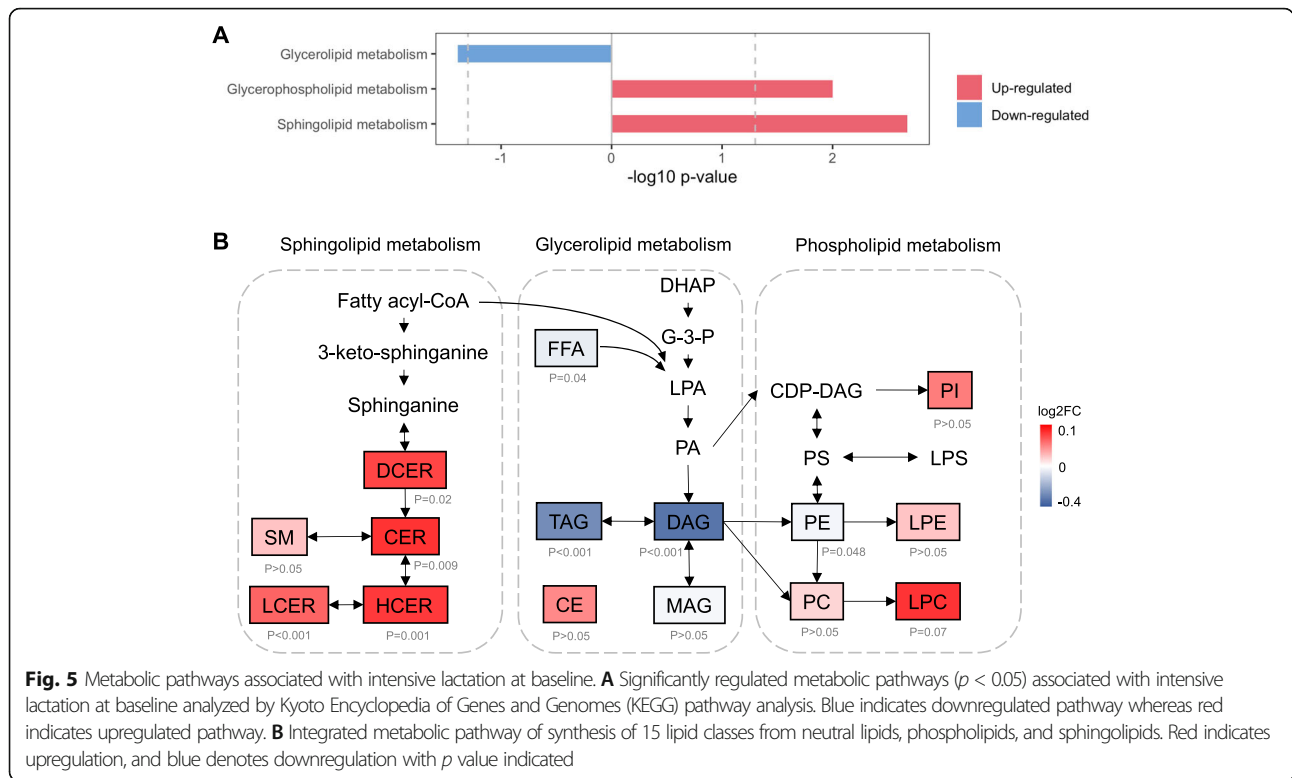 A
Glycerolipid metabolism
Glycerophospholipid metabolism
Sphingolipid metabolism
-1
0
1
2
-log10 p-value
Up-regulated
Down-regulated
B
Sphingolipid metabolism
Glycerolipid metabolism
Phospholipid metabolism
Fatty acyl-CoA
3-keto-sphinganine
Sphinganine
DCER
P=0.02
SM
P>0.05
CER
P=0.009
LCER
P<0.001
HCER
P=0.001
DHAP
G-3-P
FFA
P=0.04
LPA
PA
TAG
P<0.001
DAG
P<0.001
CE
P>0.05
MAG
P>0.05
CDP-DAG
PI
P>0.05
PS
LPS
PE
P=0.048
LPE
P>0.05
PC
P>0.05
LPC
P=0.07
log2FC
0.1
0
-0.4
Fig. 5 Metabolic pathways associated with intensive lactation at baseline. A Significantly regulated metabolic pathways (p < 0.05) associated with intensive
lactation at baseline analyzed by Kyoto Encyclopedia of Genes and Genomes (KEGG) pathway analysis. Blue indicates downregulated pathway whereas red
indicates upregulated pathway. B Integrated metabolic pathway of synthesis of 15 lipid classes from neutral lipids, phospholipids, and sphingolipids. Red indicates
upregulation, and blue denotes downregulation with p value indicated